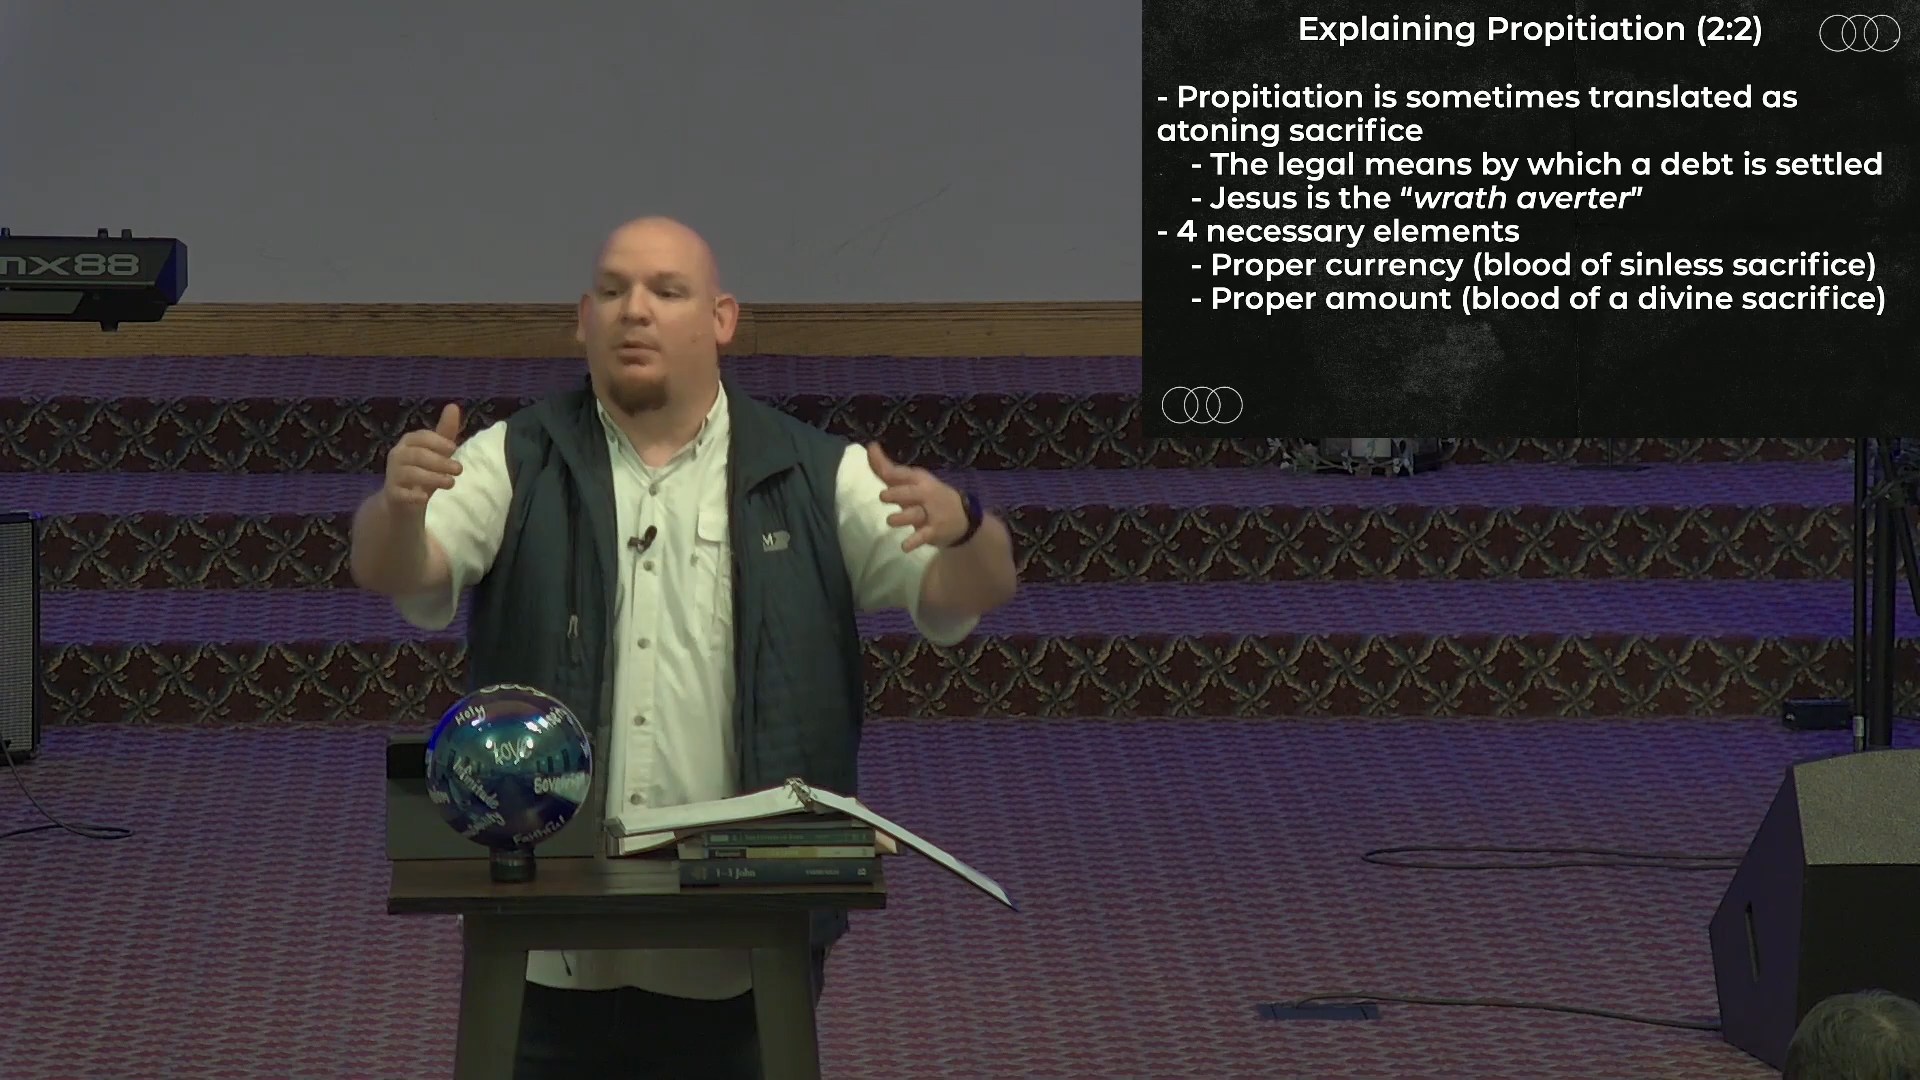 Explaining Propitiation (2:2)
- Propitiation is sometimes translated as
atoning sacrifice
- The legal means by which a debt is settled
- Jesus is the “wrath averter”
- 4 necessary elements
- Proper currency (blood of sinless sacrifice)
- Proper amount (blood of a divine sacrifice)
nx88
M
Holy
Love
Infinitude
Faithful
1-3 John